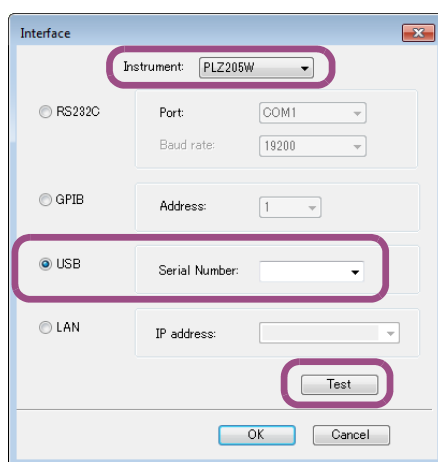 Interface
Instrument: PLZ205W
RS232C Port: COM1
Baud rate: 19200
GPIB Address: 1
USB Serial Number:
LAN IP address:
Test
OK Cancel